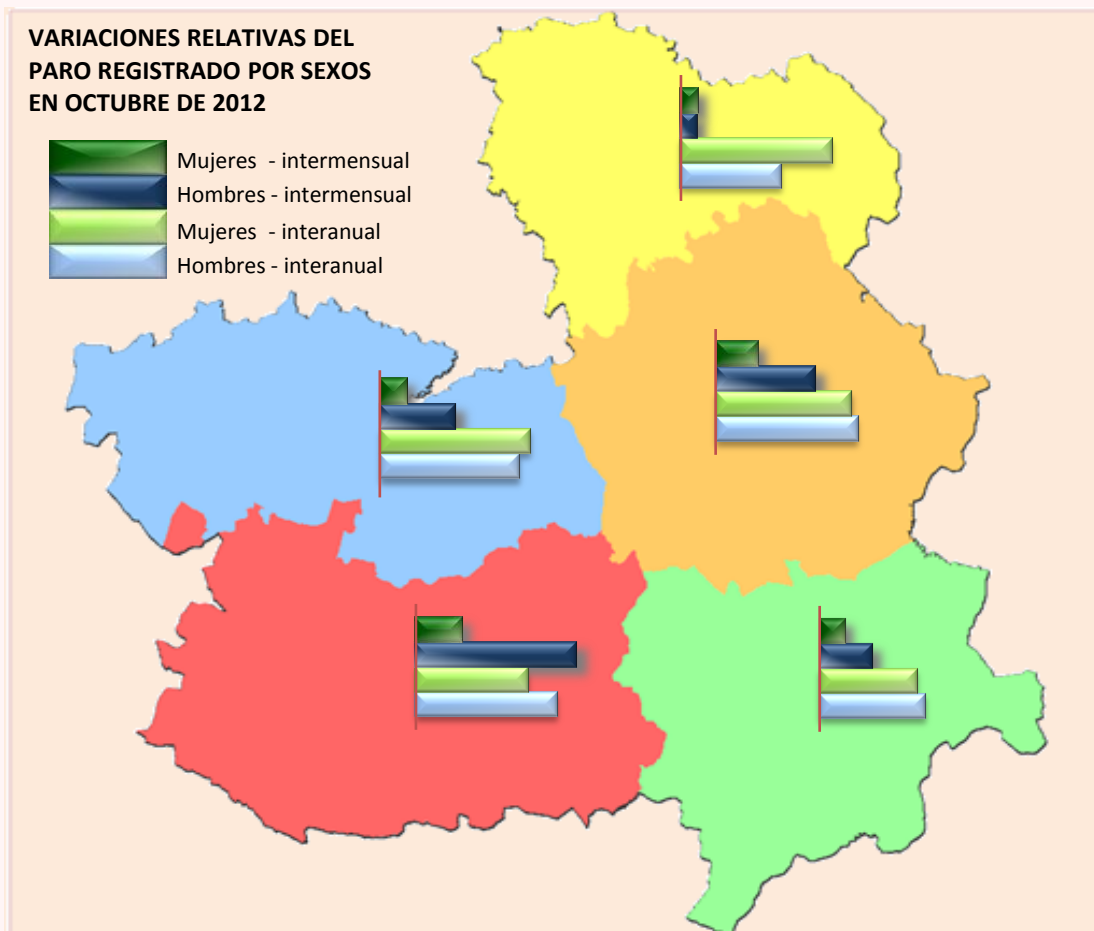 VARIACIONES RELATIVAS DEL
PARO REGISTRADO POR SEXOS
EN OCTUBRE DE 2012
Mujeres - intermensual
Hombres - intermensual
Mujeres - interanual
Hombres - interanual